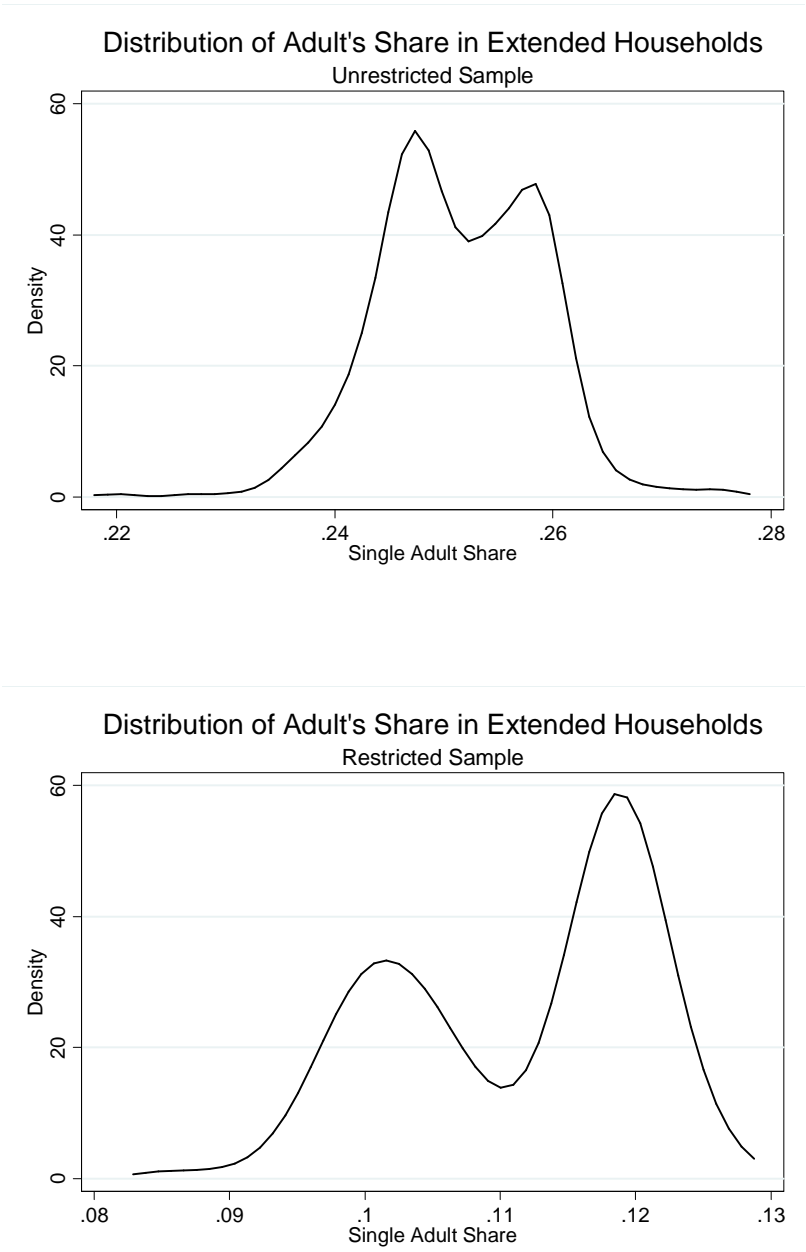 Distribution of Adult's Share in Extended Households
Unrestricted Sample
60
40
20
0
Density
.22 .24 .26 .28
Single Adult Share
Distribution of Adult's Share in Extended Households
Restricted Sample
60
40
20
0
Density
.08 .09 .1 .11 .12 .13
Single Adult Share